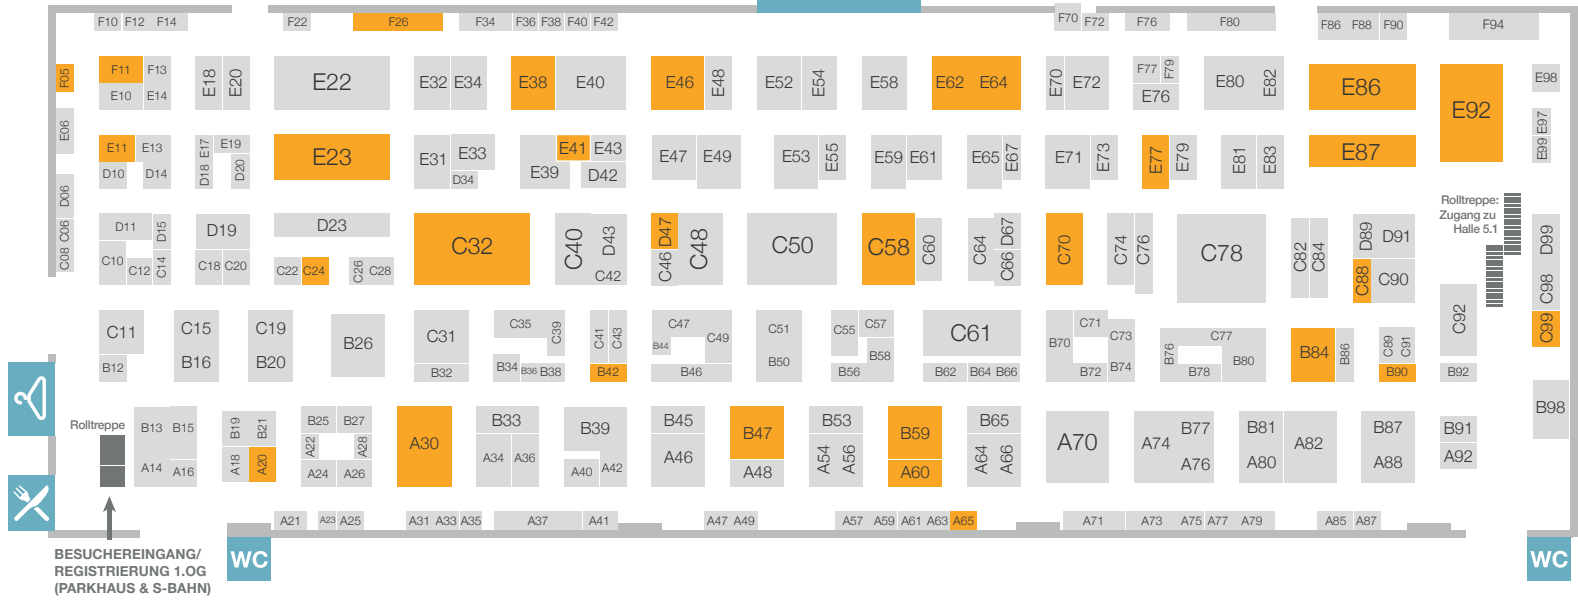 F10 F12 F14 F22 F26 F34 F36 F38 F40 F42 F70 F72 F76 F80 F86 F88 F90 F94
F05 F11 F13 E18 E20 E22 E32 E34 E38 E40 E46 E48 E52 E54 E58 E62 E64 E70 E72 F77 F79 E80 E82 E86 E92 E98
E10 E14 E76
E06 E11 E13 E17 E19 E23 E31 E33 E41 E43 E47 E49 E53 E55 E59 E61 E65 E67 E71 E73 E77 E79 E81 E83 E87 E97
D10 D14 D18 D20 D34 E39 D42 E99
D06
Rolltreppe:
Zugang zu
Halle 5.1
C06 D11 D15 D19 D23 C32 C40 D43 D47 C48 C50 C58 C60 C64 D67 C70 C74 C76 C78 C82 C84 D89 D91 D99
C08 C10 C12 C14 C18 C20 C22 C24 C26 C28 C42 C46 C66 C88 C90 C98
C11 C15 C19 B26 C31 C35 C39 C41 C43 C47 C49 C51 C55 C57 C61 C71 C73 C77 C89 C91 C92 C99
B12 B16 B20 B32 B34 B36 B38 B42 B44 B46 B50 B56 B58 B62 B64 B66 B70 B72 B74 B76 B78 B80 B84 B86 B90 B92
Rolltreppe
B13 B15 B19 B21 B25 B27 A30 B33 B39 B45 B47 B53 B59 B65 A70 B77 B81 B87 B91 B98
A14 A16 A18 A20 A22 A24 A28 A26 A34 A36 A40 A42 A46 A48 A54 A56 A60 A64 A66 A74 A76 A80 A82 A88 A92
A21 A23 A25 A31 A33 A35 A37 A41 A47 A49 A57 A59 A61 A63 A65 A71 A73 A75 A77 A79 A85 A87
BESUCHEREINGANG/
REGISTRIERUNG 1.OG
(PARKHAUS & S-BAHN)
WC
WC